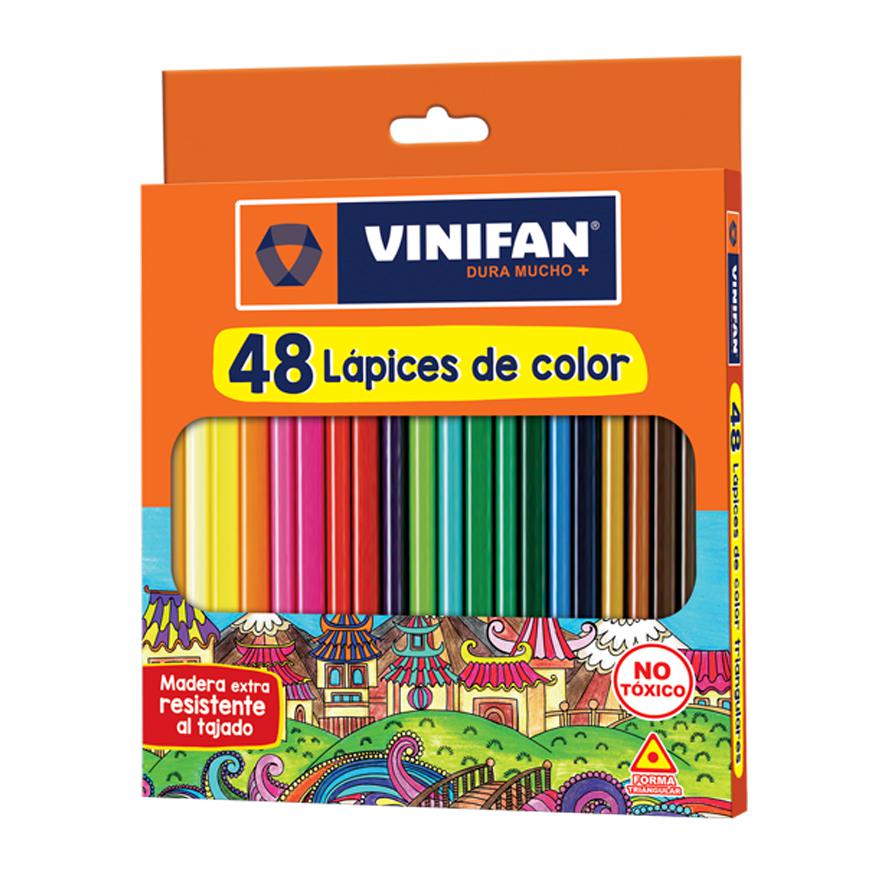 VINIFAN®
DURA MUCHO +
48 Lápices de color
Madera extra
resistente
al tajado
NO
TÓXICO
FORMA
TRIANGULAR
VINIFAN
48 Lápices de color triangulares